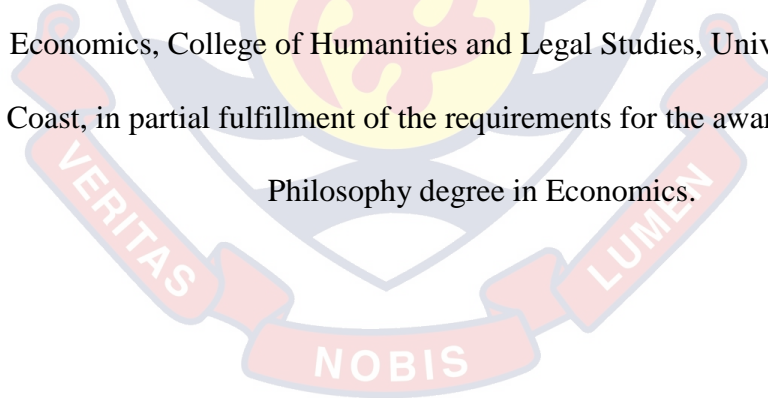 Economics, College of Humanities and Legal Studies, Univ
Coast, in partial fulfillment of the requirements for the awar
Philosophy degree in Economics.
VERITAS
NOBIS
LUMEN